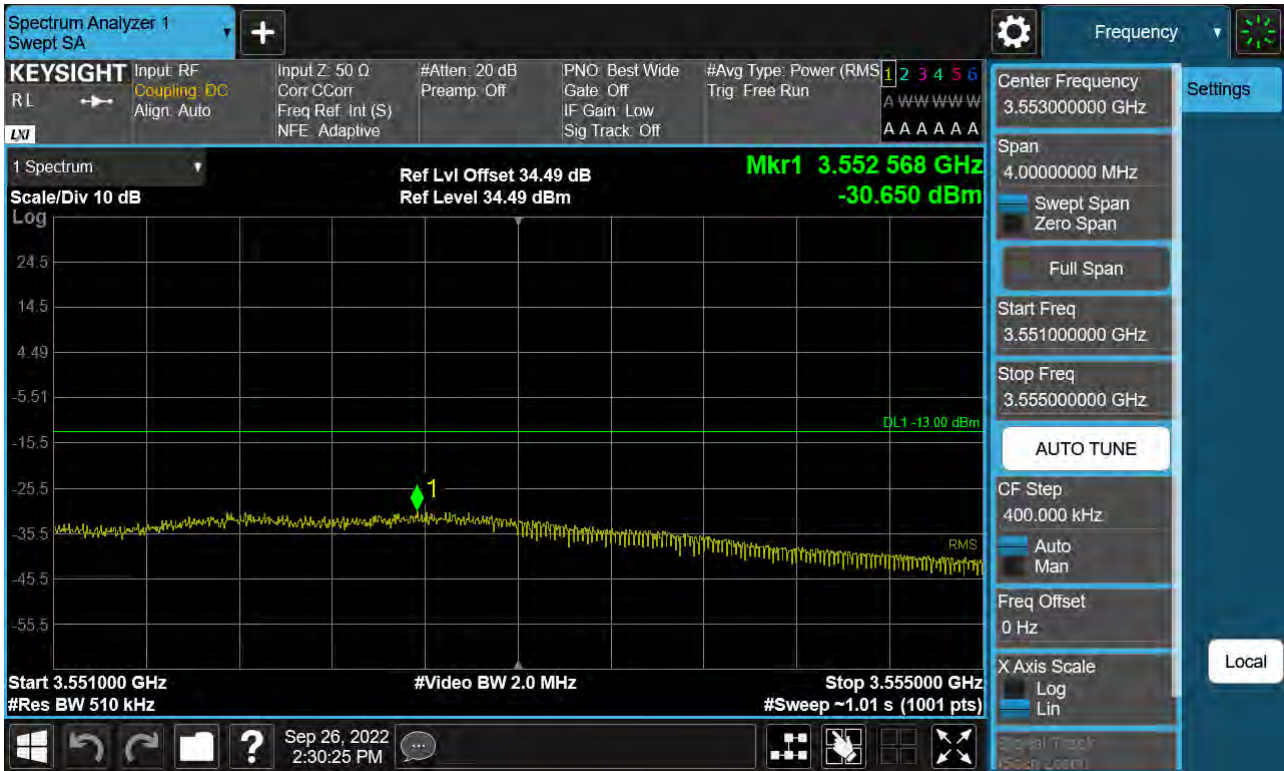 Spectrum Analyzer 1
Swept SA
+
Frequency
KEYSIGHT
RL
LXI
Input: RF
Coupling: DC
Align: Auto
Input Z: 50 Ω
Corr CCorr
Freq Ref: Int (S)
NFE: Adaptive
#Atten: 20 dB
Preamp: Off
PNO: Best Wide
Gate: Off
IF Gain: Low
Sig Track: Off
#Avg Type: Power (RMS
Trig: Free Run
1 2 3 4 5 6
A W W W W W
A A A A A A
1 Spectrum
Scale/Div 10 dB
Log
Ref Lvl Offset 34.49 dB
Ref Level 34.49 dBm
Mkr1 3.552 568 GHz
-30.650 dBm
24.5
14.5
4.49
-5.51
-15.5
-25.5
-35.5
-45.5
-55.5
DL1 -13.00 dBm
1
RMS
Start 3.551000 GHz
#Res BW 510 kHz
#Video BW 2.0 MHz
Stop 3.555000 GHz
#Sweep ~1.01 s (1001 pts)
Center Frequency
3.553000000 GHz
Settings
Span
4.00000000 MHz
Swept Span
Zero Span
Full Span
Start Freq
3.551000000 GHz
Stop Freq
3.555000000 GHz
AUTO TUNE
CF Step
400.000 kHz
Auto
Man
Freq Offset
0 Hz
X Axis Scale
Log
Lin
Signal Track
(Span Zoom)
Local
?
Sep 26, 2022
2:30:25 PM